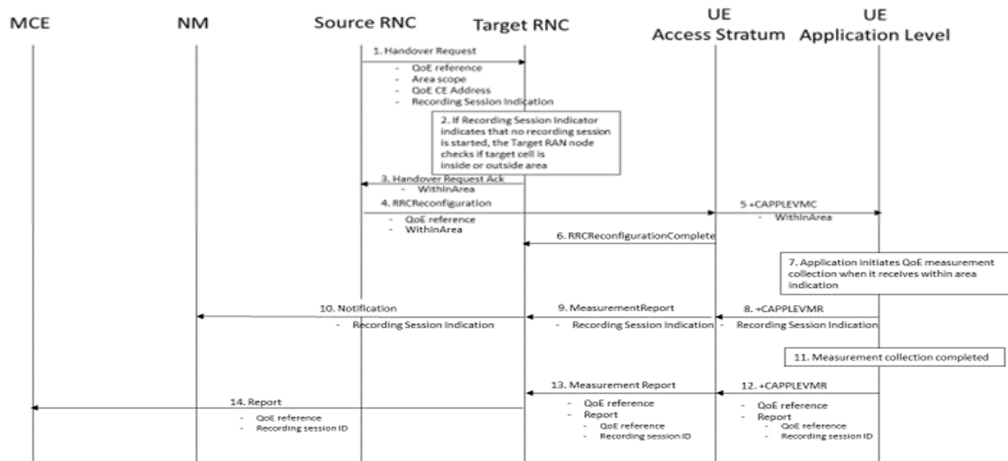 MCE
NM
Source RNC
Target RNC
UE
Access Stratum
UE
Application Level
1. Handover Request
- QoE reference
- Area scope
- QoE CE Address
- Recording Session Indication
2. If Recording Session Indicator
indicates that no recording session
is started, the Target RAN node
checks if target cell is
inside or outside area
3. Handover Request Ack
- WithInArea
4. RRCReconfiguration
- QoE reference
- WithInArea
5 +CAPPLEVMC
- WithInArea
6. RRCReconfigurationComplete
7. Application initiates QoE measurement
collection when it receives within area
indication
8. +CAPPLEVMR
- Recording Session Indication
9. MeasurementReport
- Recording Session Indication
10. Notification
- Recording Session Indication
11. Measurement collection completed
12. +CAPPLEVMR
- QoE reference
- Report
- QoE reference
- Recording session ID
13. Measurement Report
- QoE reference
- Report
- QoE reference
- Recording session ID
14. Report
- QoE reference
- Recording session ID